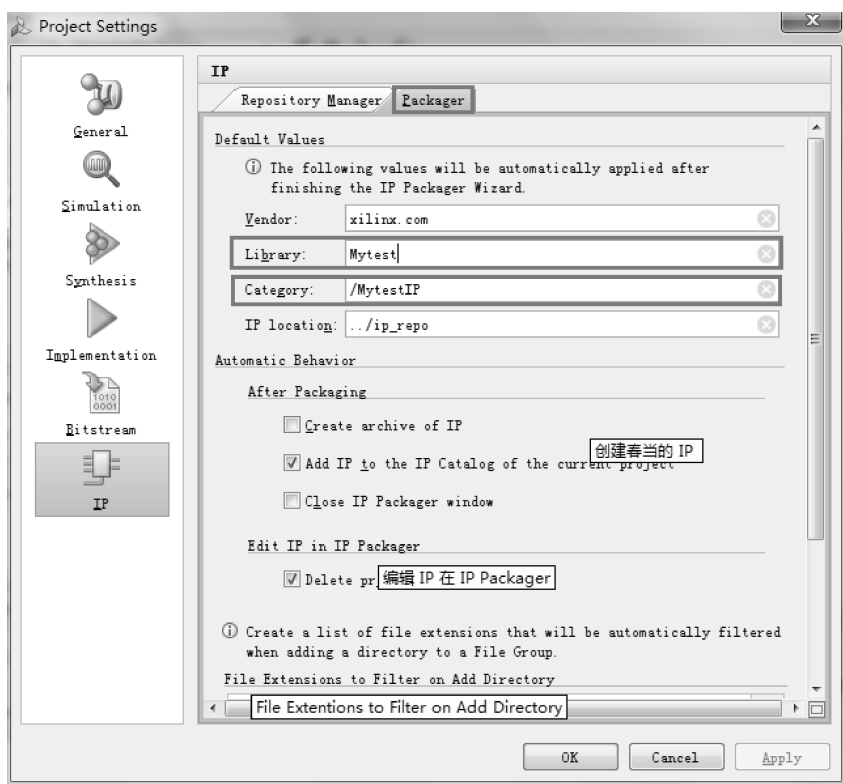 Project Settings
IP
Repository Manager
Packager
General
Simulation
Synthesis
Implementation
Bitstream
IP
Default Values
The following values will be automatically applied after
finishing the IP Packager Wizard.
Vendor: xilinx.com
Library: Mytest
Category: /MytestIP
IP location: ../ip_repo
Automatic Behavior
After Packaging
Create archive of IP
创建春当的 IP
Add IP to the IP Catalog of the current project
Close IP Packager window
Edit IP in IP Packager
Delete pr
编辑 IP 在 IP Packager
Create a list of file extensions that will be automatically filtered
when adding a directory to a File Group.
File Extensions to Filter on Add Directory
File Extentions to Filter on Add Directory
OK
Cancel
Apply